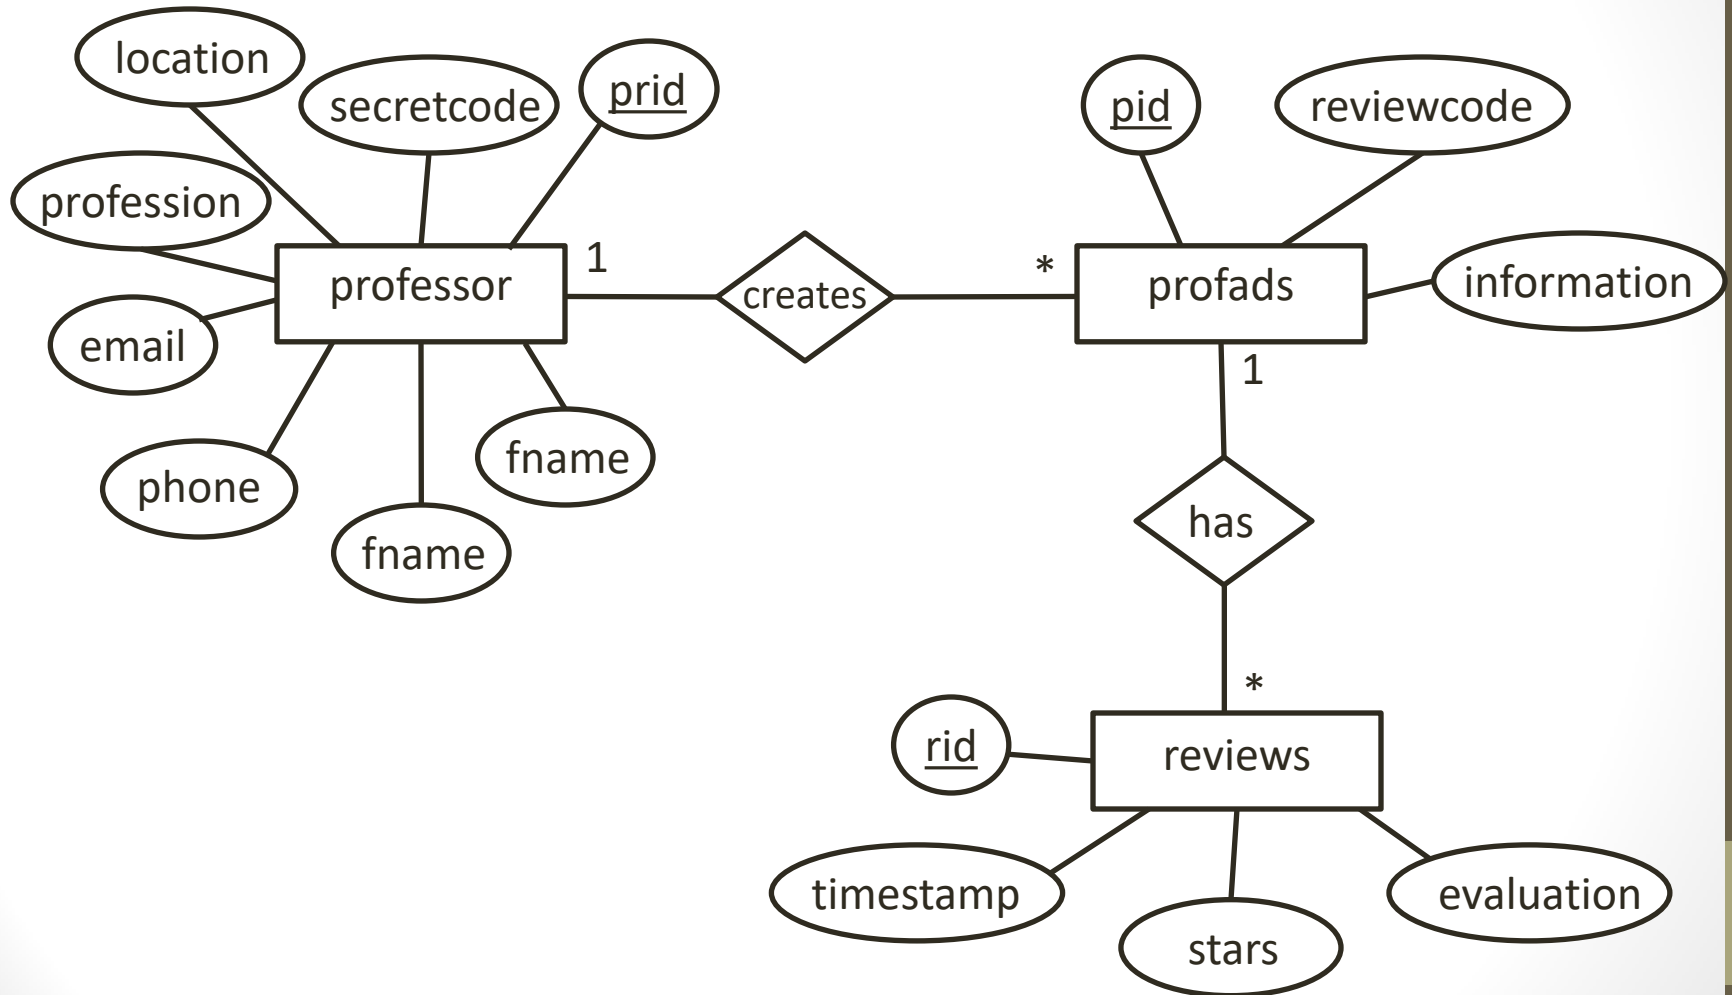 location
secretcode
prid
pid
reviewcode
profession
professor
1
creates
*
profads
information
email
1
phone
fname
fname
has
*
rid
reviews
timestamp
stars
evaluation